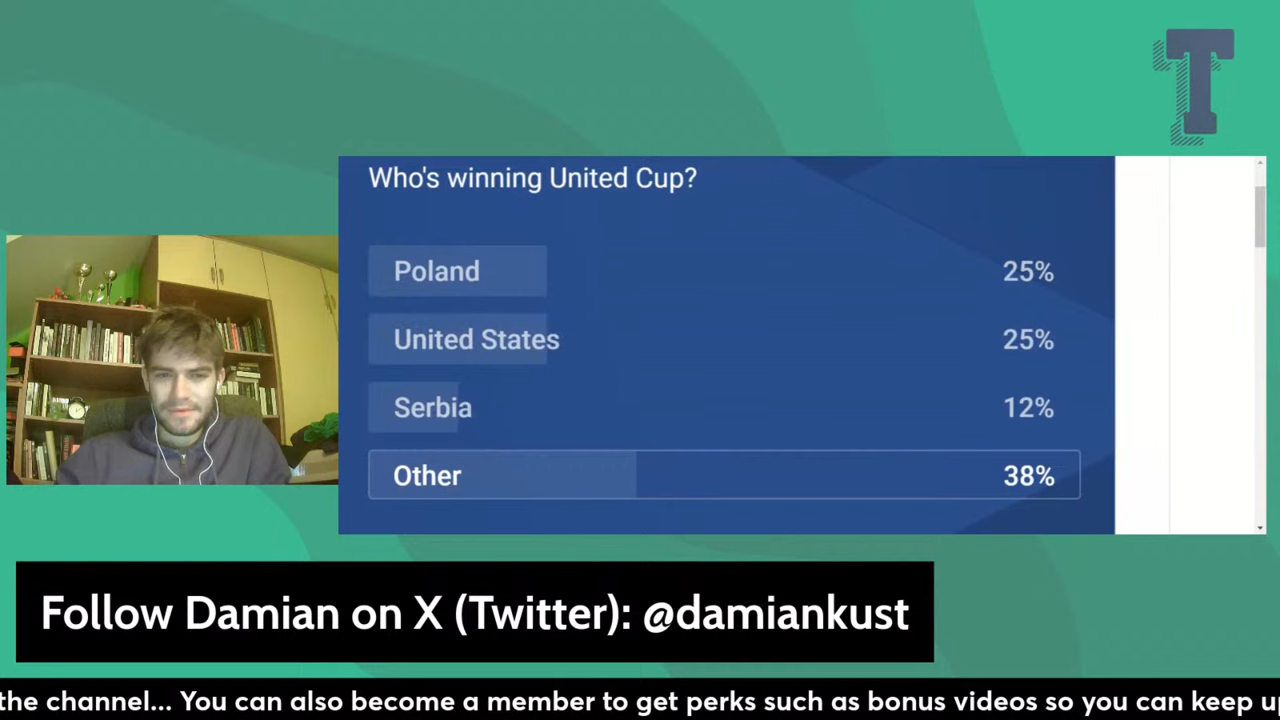 T
Who's winning United Cup?
Poland 25%
United States 25%
Serbia 12%
Other 38%
Follow Damian on X (Twitter): @damiankust
the channel... You can also become a member to get perks such as bonus videos so you can keep up